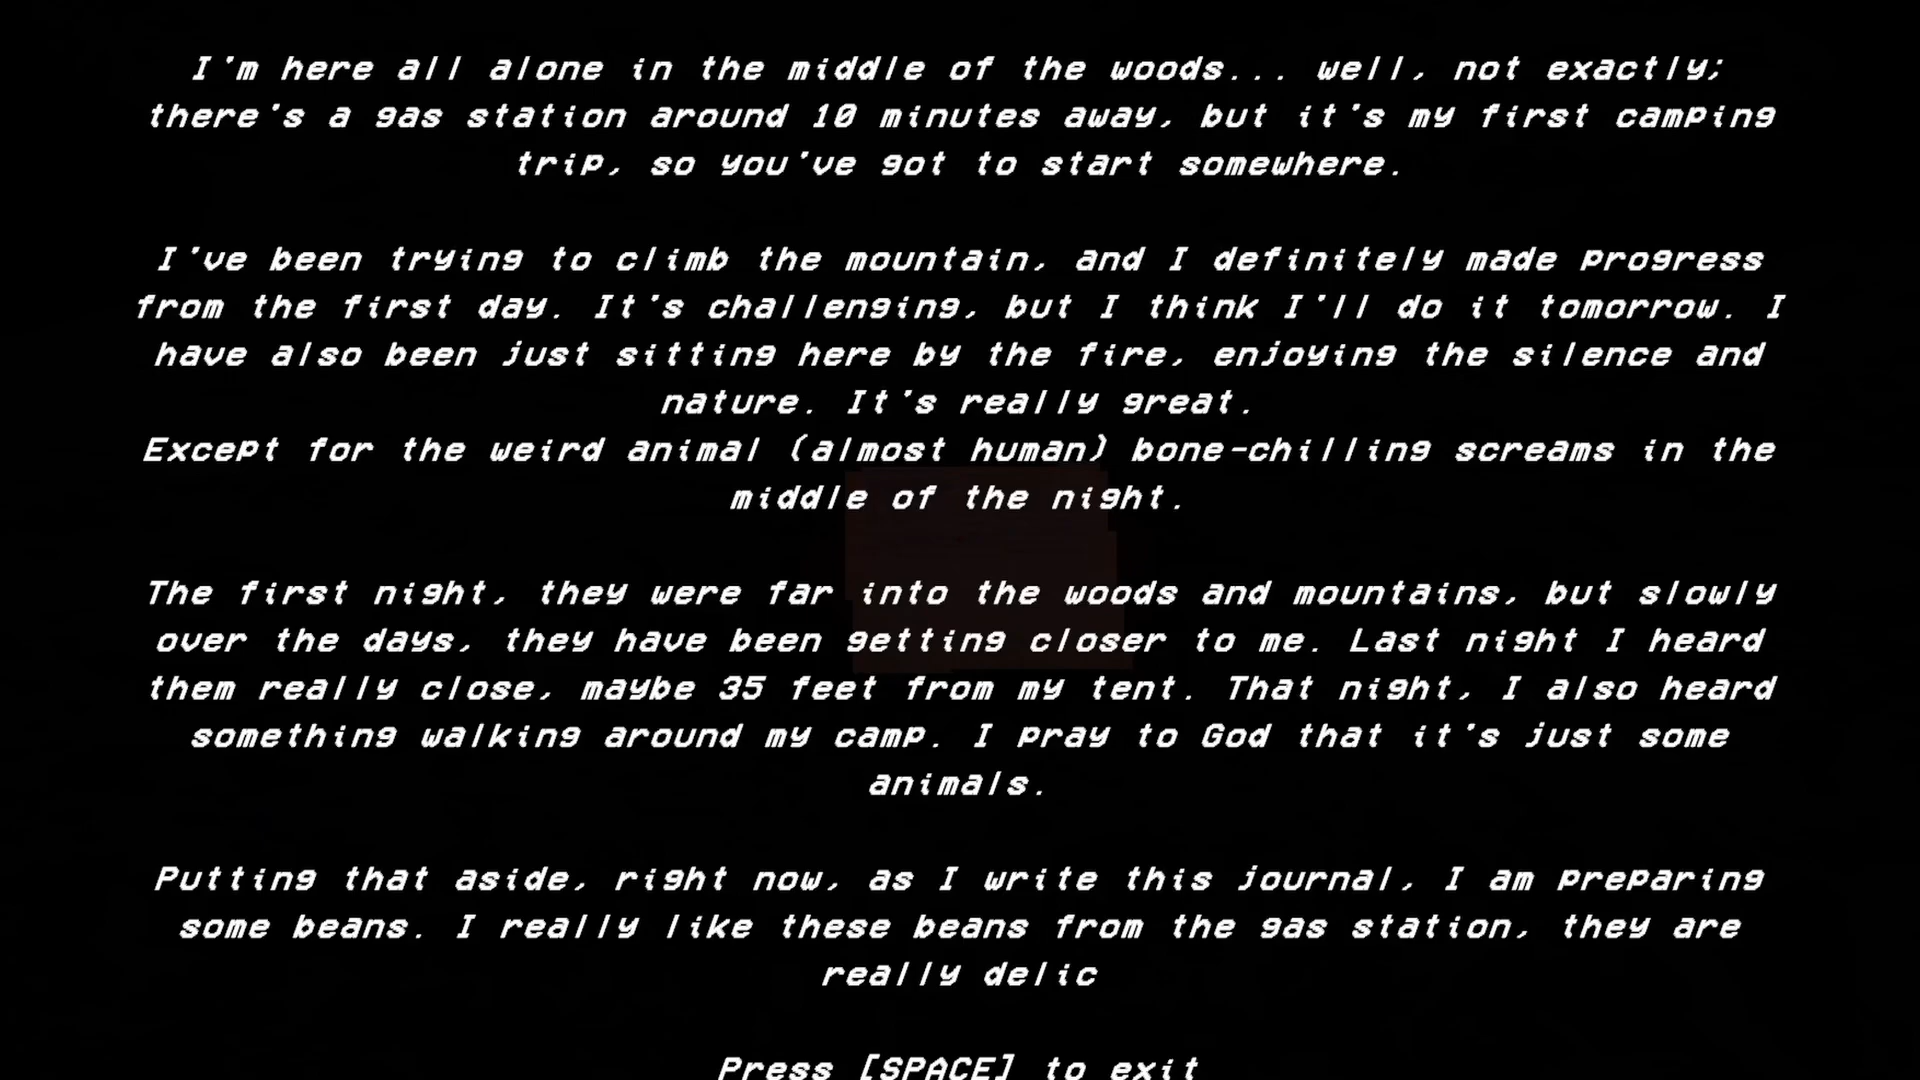 I'm here all alone in the middle of the woods... well, not exactly;
there's a gas station around 10 minutes away, but it's my first camping
trip, so you've got to start somewhere.
I've been trying to climb the mountain, and I definitely made progress
from the first day. It's challenging, but I think I'll do it tomorrow. I
have also been just sitting here by the fire, enjoying the silence and
nature. It's really great.
Except for the weird animal (almost human) bone-chilling screams in the
middle of the night.
The first night, they were far into the woods and mountains, but slowly
over the days, they have been getting closer to me. Last night I heard
them really close, maybe 35 feet from my tent. That night, I also heard
something walking around my camp. I pray to God that it's just some
animals.
Putting that aside, right now, as I write this journal, I am preparing
some beans. I really like these beans from the gas station, they are
really delic
Press [SPACE] to exit